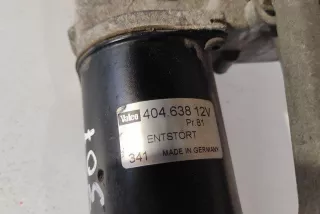 Valeo 404.638 12V
Pr.81
ENTSTÖRT
341 MADE IN GERMANY